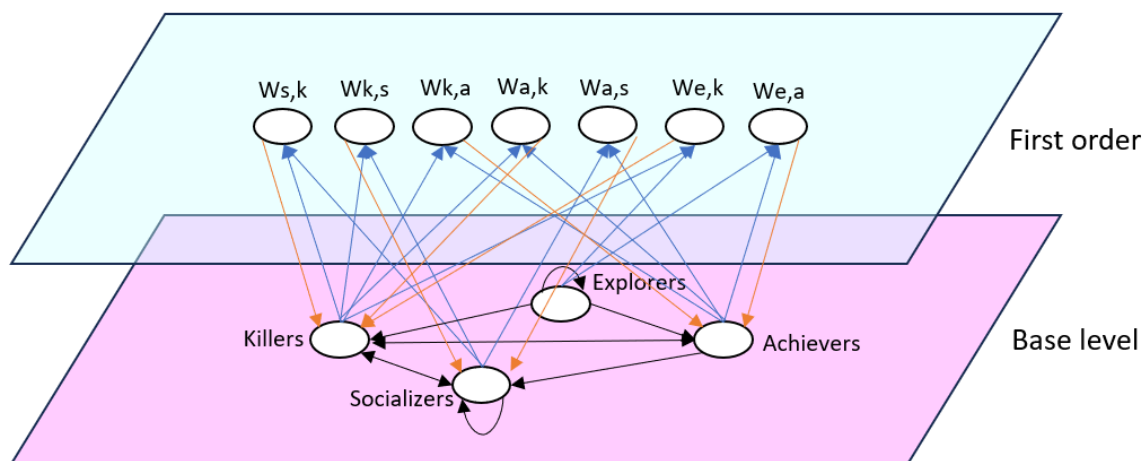 Ws,k
Wk,s
Wk,a
Wa,k
Wa,s
We,k
We,a
First order
Explorers
Killers
Achievers
Base level
Socializers